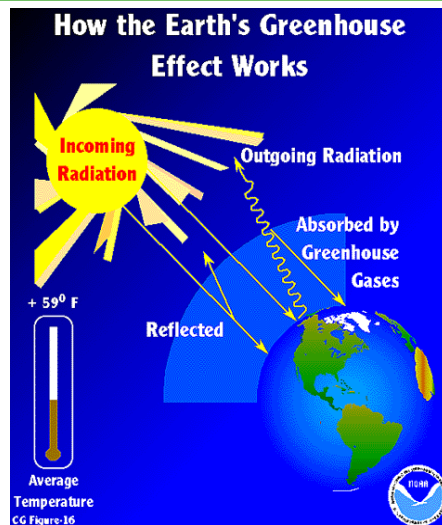 How the Earth's Greenhouse
Effect Works
Incoming
Radiation
Outgoing Radiation
Absorbed by
Greenhouse
Gases
+ 59⁰ F
Reflected
Average
Temperature
CG Figure-16
NOAA